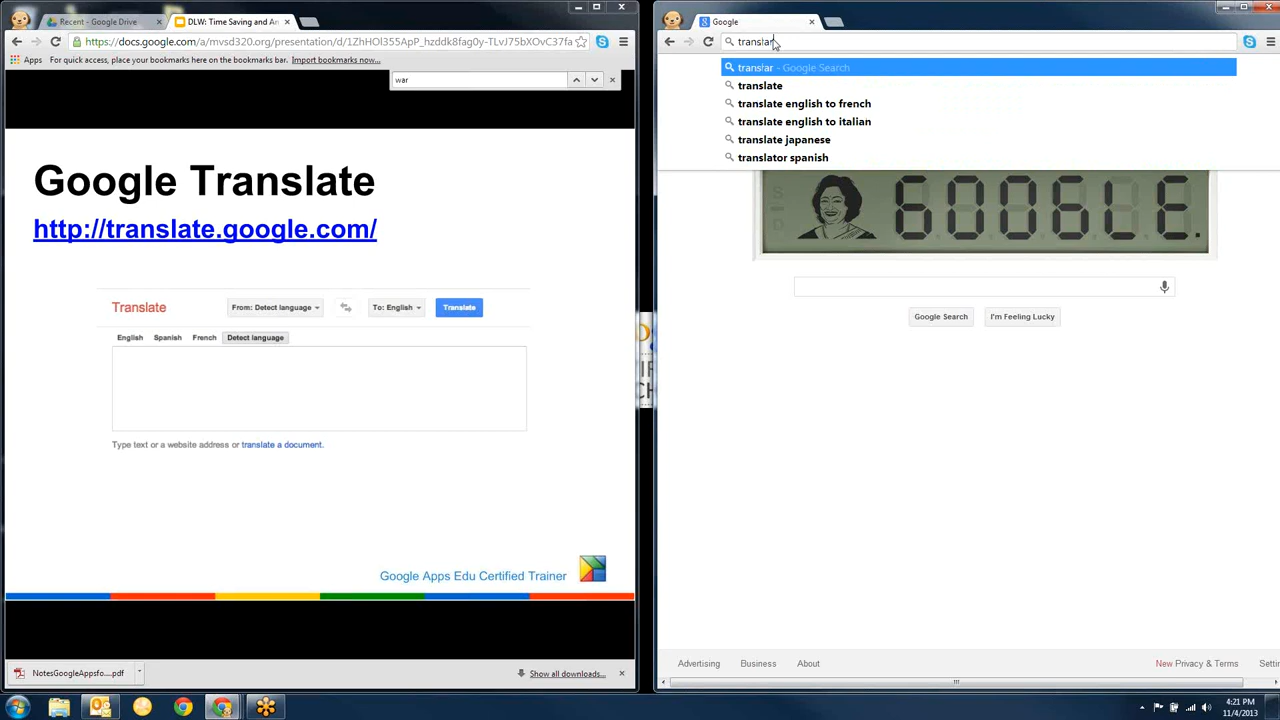 Recent - Google Drive
DLW: Time Saving and An
https://docs.google.com/a/mvsd320.org/presentation/d/1ZhHOl355ApP_hzddk8fag0y-TLvJ75bXOvC37fa
Apps
For quick access, place your bookmarks here on the bookmarks bar.
Import bookmarks now...
war
Google Translate
http://translate.google.com/
Translate
From: Detect language
To: English
Translate
English
Spanish
French
Detect language
Type text or a website address or translate a document.
Google Apps Edu Certified Trainer
NotesGoogleAppsfo....pdf
Show all downloads...
Google
translar
translar - Google Search
translate
translate english to french
translate english to italian
translate japanese
translator spanish
GOOGLE.
Google Search
I'm Feeling Lucky
Advertising
Business
About
New Privacy & Terms
Setti
4:21 PM
11/4/2013